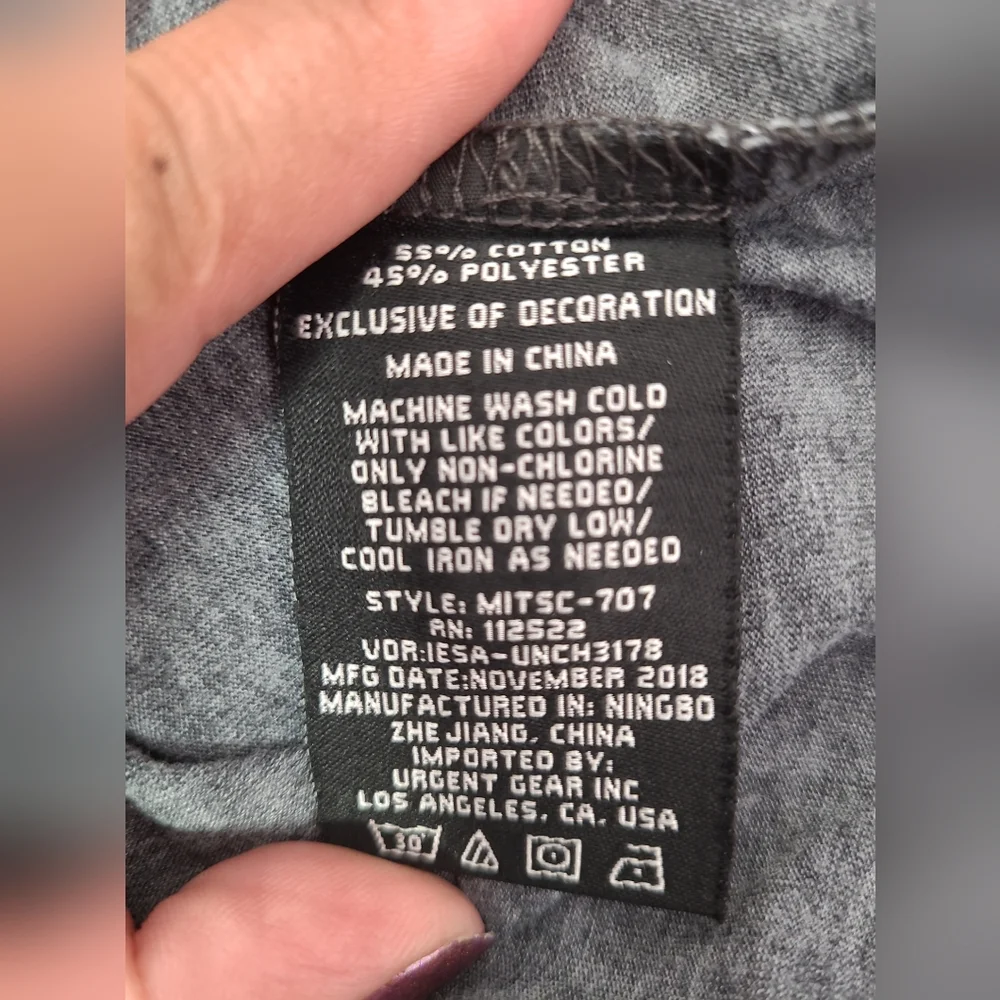 55% COTTON
45% POLYESTER
EXCLUSIVE OF DECORATION
MADE IN CHINA
MACHINE WASH COLD
WITH LIKE COLORS/
ONLY NON-CHLORINE
BLEACH IF NEEDED/
TUMBLE DRY LOW/
COOL IRON AS NEEDED
STYLE: MITSC-707
RN: 112522
VDR:IESA-UNCH3178
MFG DATE:NOVEMBER 2018
MANUFACTURED IN: NINGBO
ZHE JIANG, CHINA
IMPORTED BY:
URGENT GEAR INC
LOS ANGELES, CA, USA
30°